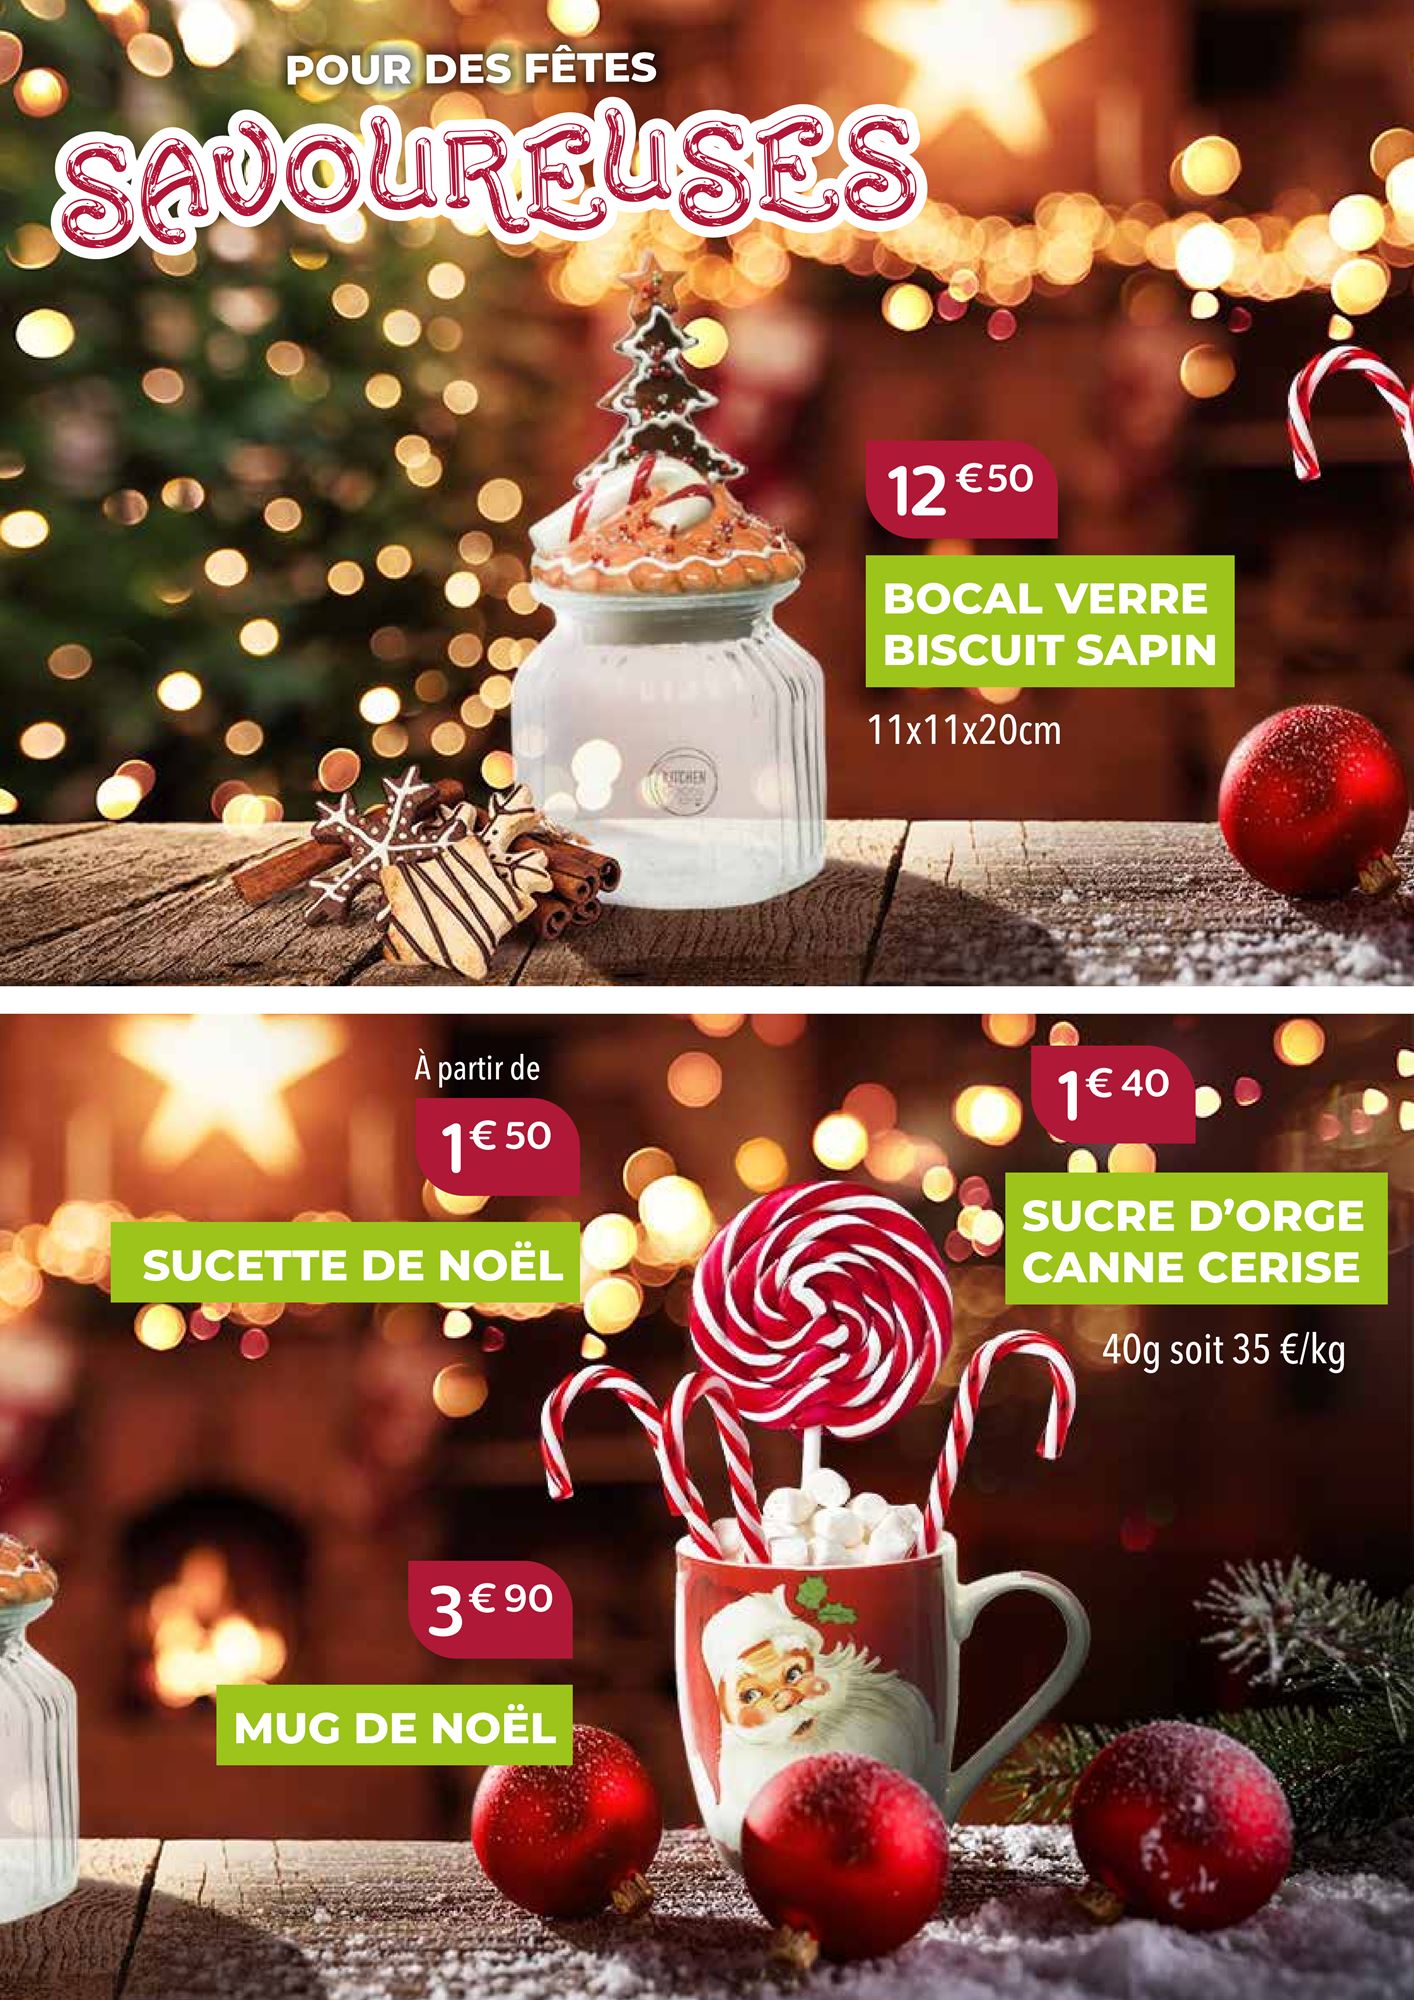 POUR DES FÊTES
SAVOUREUSES
12 €50
BOCAL VERRE
BISCUIT SAPIN
11x11x20cm
KITCHEN
À partir de
1€50
SUCETTE DE NOËL
1€40
SUCRE D'ORGE
CANNE CERISE
40g soit 35 €/kg
3€90
MUG DE NOËL